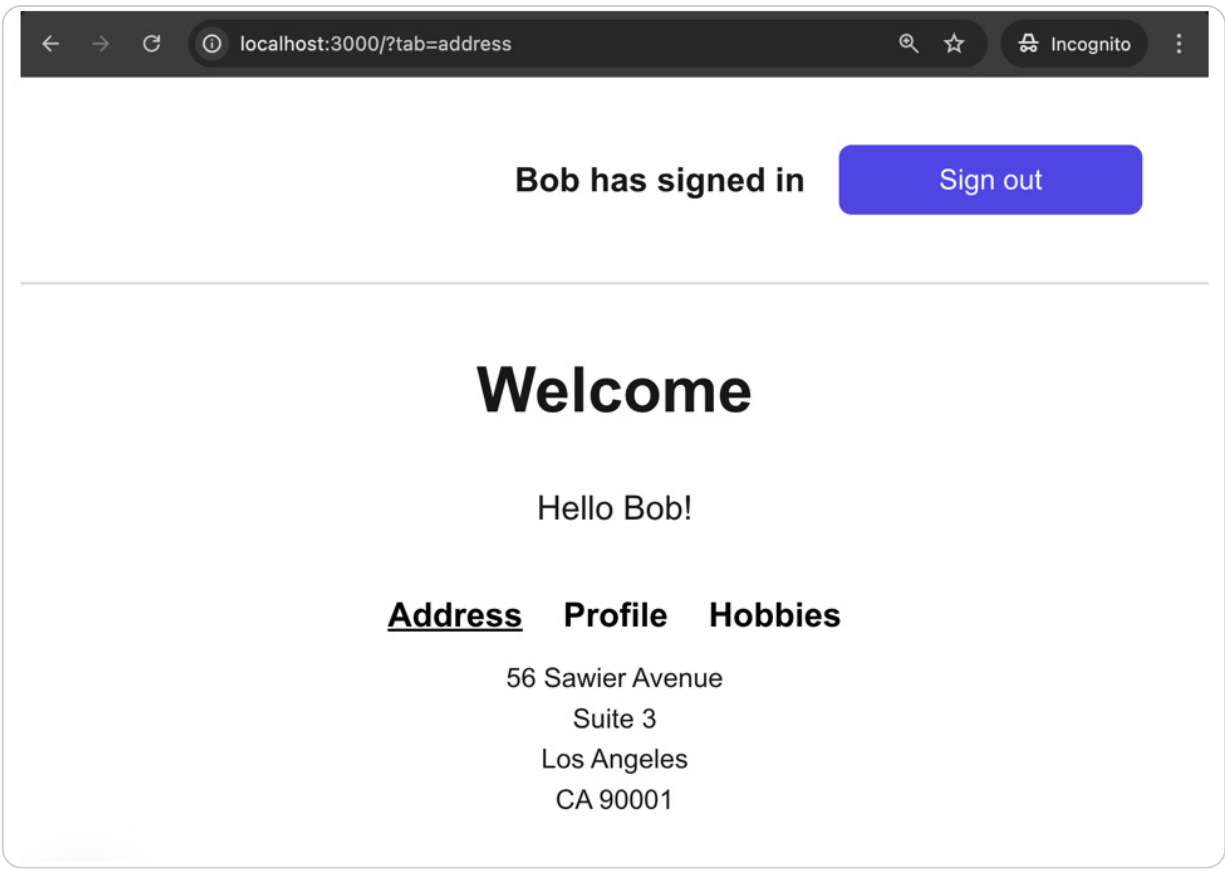 localhost:3000/?tab=address
Incognito
Bob has signed in
Sign out
Welcome
Hello Bob!
Address Profile Hobbies
56 Sawier Avenue
Suite 3
Los Angeles
CA 90001